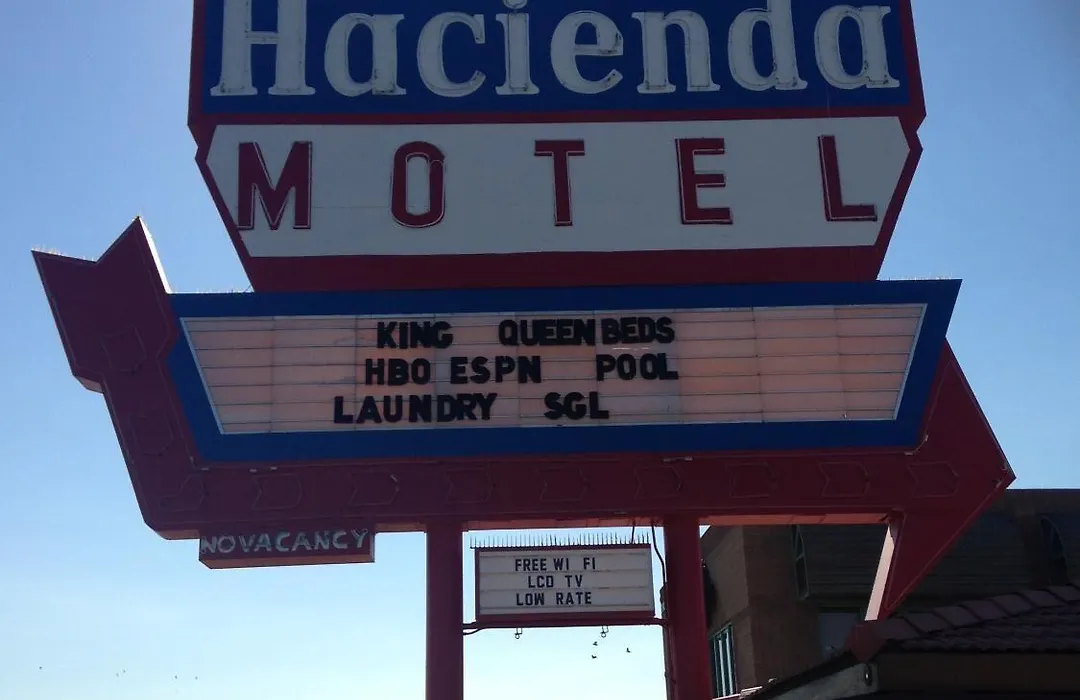 Hacienda
MOTEL
KING QUEEN BEDS
HBO ESPN POOL
LAUNDRY SGL
NOVACANCY
FREE WI FI
LCD TV
LOW RATE